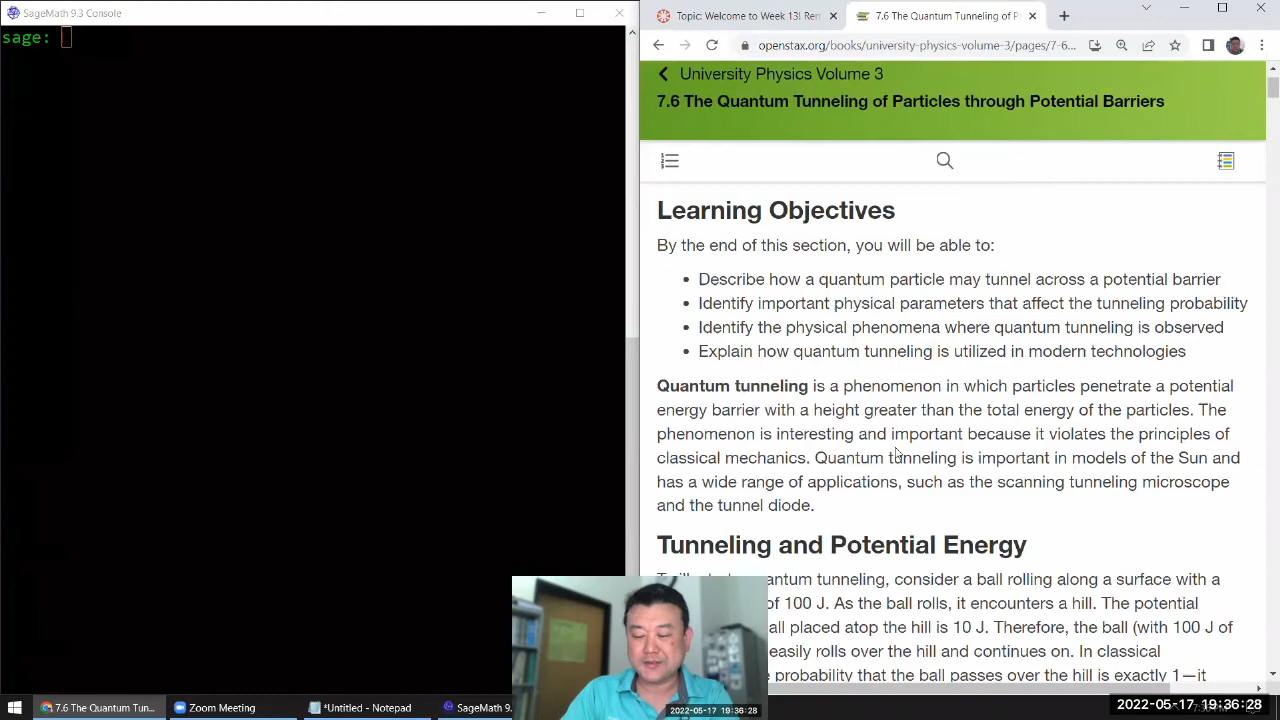 SageMath 9.3 Console
sage:
Topic: Welcome to Week 13! Rem
7.6 The Quantum Tunneling of P
openstax.org/books/university-physics-volume-3/pages/7-6...
University Physics Volume 3
7.6 The Quantum Tunneling of Particles through Potential Barriers
Learning Objectives
By the end of this section, you will be able to:
• Describe how a quantum particle may tunnel across a potential barrier
• Identify important physical parameters that affect the tunneling probability
• Identify the physical phenomena where quantum tunneling is observed
• Explain how quantum tunneling is utilized in modern technologies
Quantum tunneling is a phenomenon in which particles penetrate a potential
energy barrier with a height greater than the total energy of the particles. The
phenomenon is interesting and important because it violates the principles of
classical mechanics. Quantum tunneling is important in models of the Sun and
has a wide range of applications, such as the scanning tunneling microscope
and the tunnel diode.
Tunneling and Potential Energy
antum tunneling, consider a ball rolling along a surface with a
of 100 J. As the ball rolls, it encounters a hill. The potential
all placed atop the hill is 10 J. Therefore, the ball (with 100 J of
easily rolls over the hill and continues on. In classical
probability that the ball passes over the hill is exactly 1—it
7.6 The Quantum Tun...
Zoom Meeting
*Untitled - Notepad
SageMath 9.
2022-05-17 19:36:28
2022-05-17 19:36:28